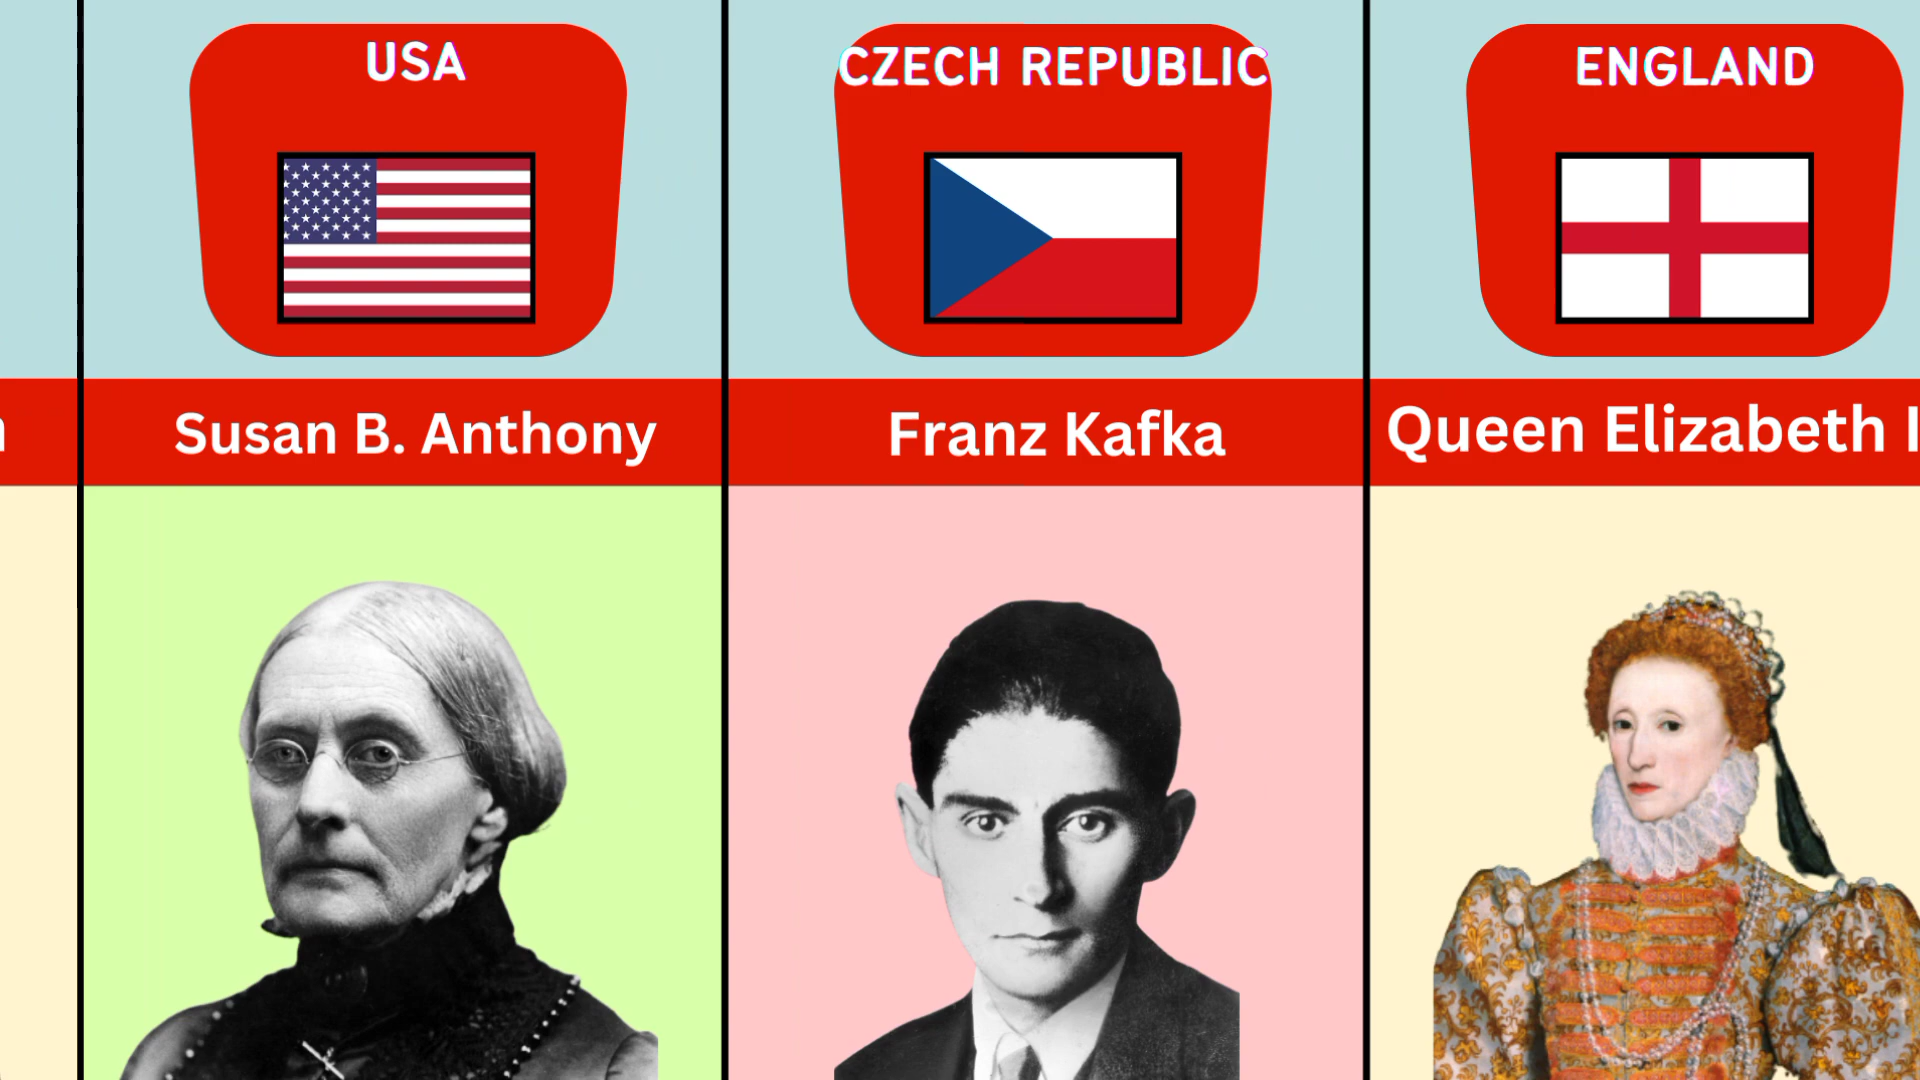 USA
CZECH REPUBLIC
ENGLAND
Susan B. Anthony
Franz Kafka
Queen Elizabeth I